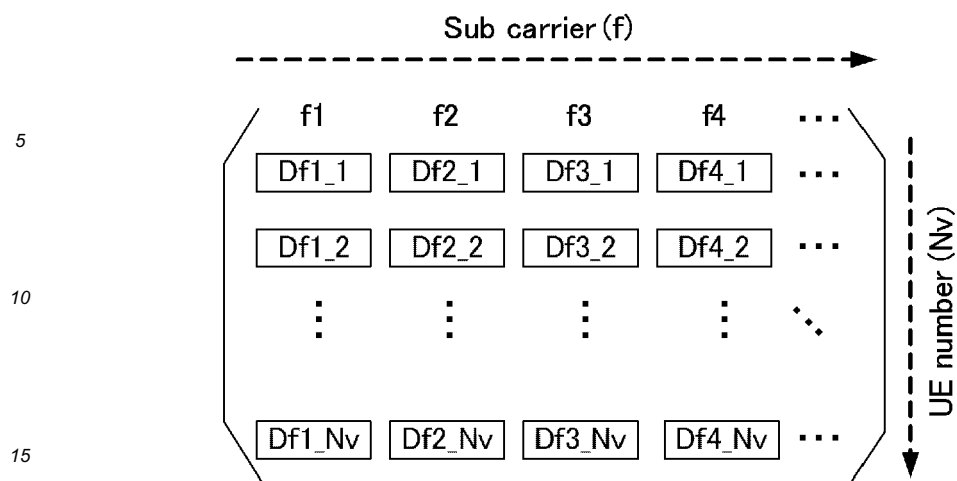 Sub carrier (f)
f1 f2 f3 f4 ...
5
Df1_1 Df2_1 Df3_1 Df4_1 ...
Df1_2 Df2_2 Df3_2 Df4_2 ...
10
Df1_Nv Df2_Nv Df3_Nv Df4_Nv ...
15
UE number (Nv)